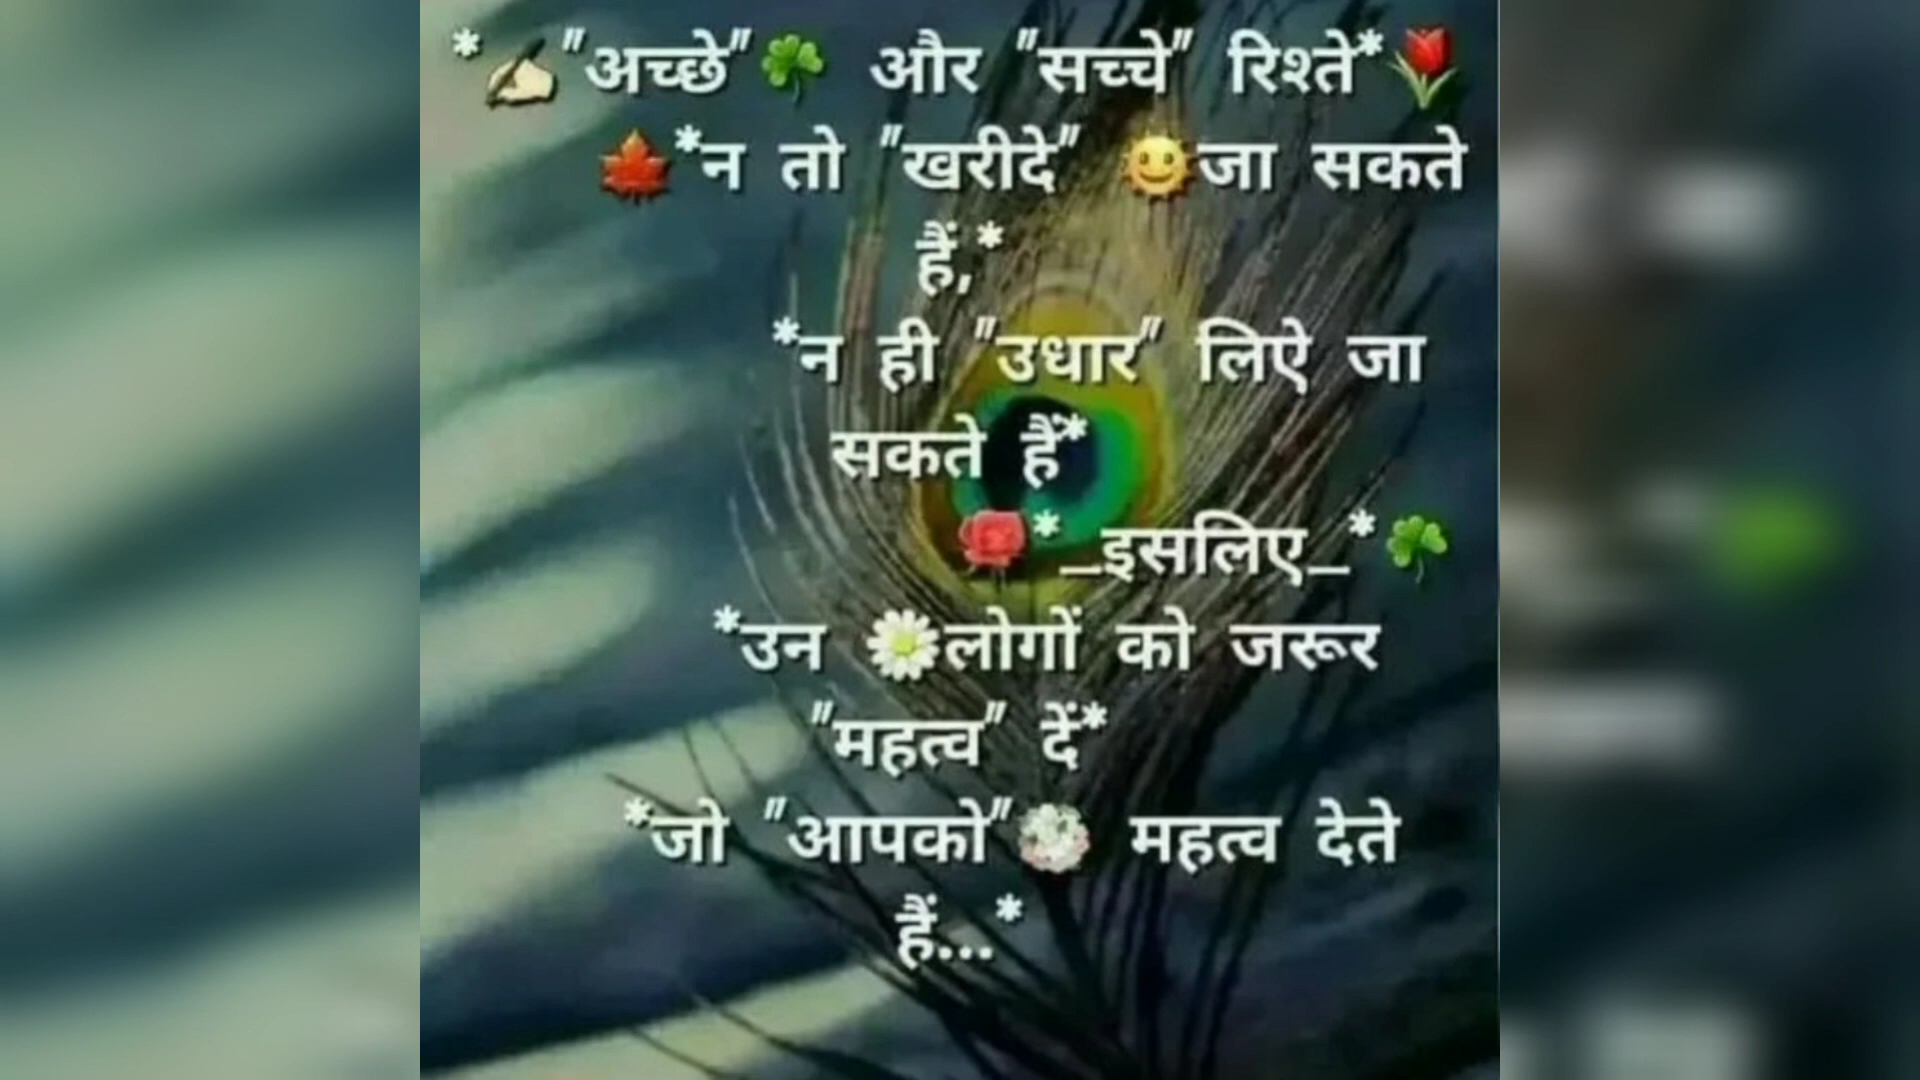 *✍🏻"अच्छे"☘️ और "सच्चे" रिश्ते*🌷
🍁*न तो "खरीदे" 🌞जा सकते
हैं,*
*न ही "उधार" लिऐ जा
सकते हैं*
🌹*_इसलिए_*☘️
*उन 🌼लोगों को जरूर
"महत्व" दें*
*जो "आपको"💮 महत्व देते
हैं...*